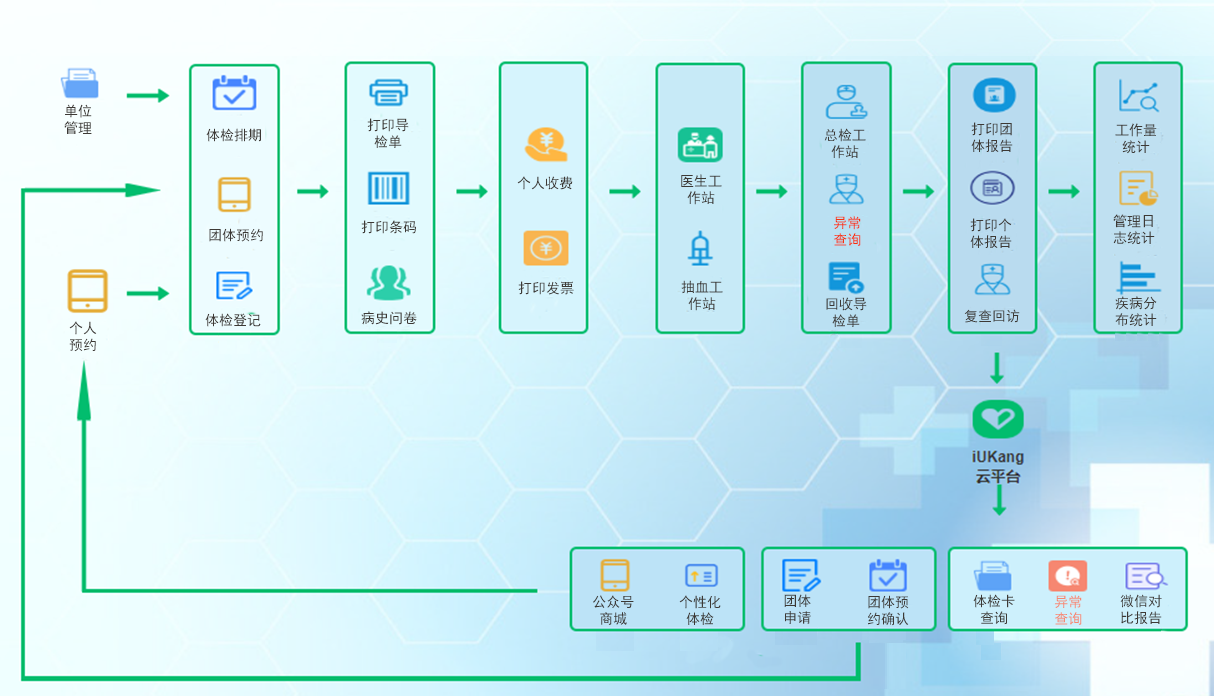 单位
管理
个人
预约
体检排期
团体预约
体检登记
打印导
检单
打印条码
病史问卷
个人收费
打印发票
医生工
作站
抽血工
作站
总检工
作站
异常
查询
回收导
检单
打印团
体报告
打印个
体报告
复查回访
工作量
统计
管理日
志统计
疾病分
布统计
iUKang
云平台
公众号
商城
个性化
体检
团体
申请
团体预
约确认
体检卡
查询
异常
查询
微信对
比报告